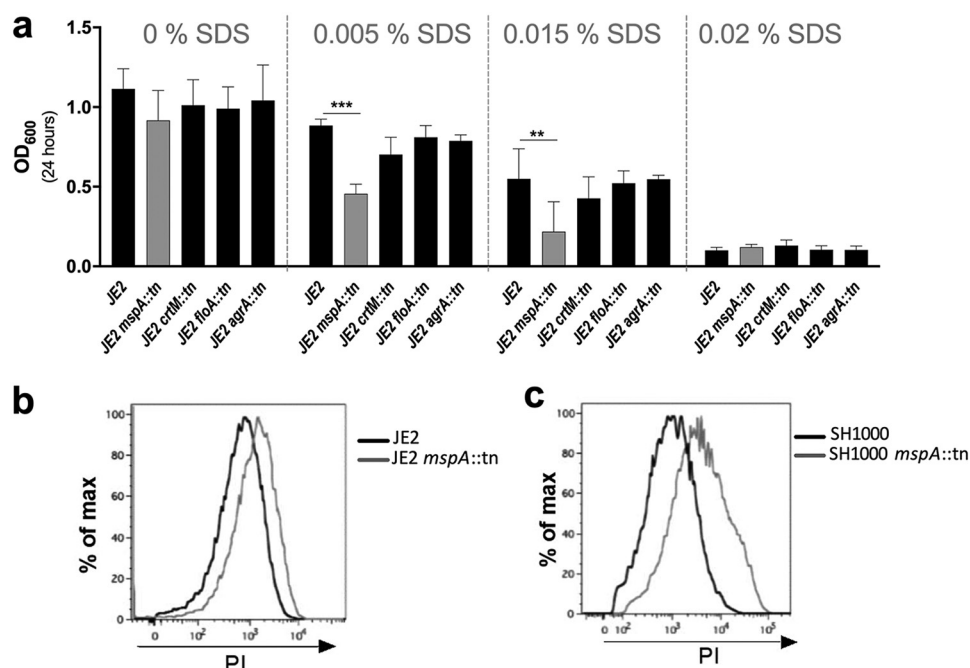 a
0 % SDS 0.005 % SDS 0.015 % SDS 0.02 % SDS
1.5
1.0
0.5
0.0
OD600
(24 hours)
***
**
JE2 JE2 mspA::tn JE2 crtM::tn JE2 floA::tn JE2 agrA::tn
JE2 JE2 mspA::tn JE2 crtM::tn JE2 floA::tn JE2 agrA::tn
JE2 JE2 mspA::tn JE2 crtM::tn JE2 floA::tn JE2 agrA::tn
JE2 JE2 mspA::tn JE2 crtM::tn JE2 floA::tn JE2 agrA::tn
b
% of max
100
80
60
40
20
0
0 102 103 104
PI
JE2
JE2 mspA::tn
c
% of max
100
80
60
40
20
0
0 102 103 104 105
PI
SH1000
SH1000 mspA::tn